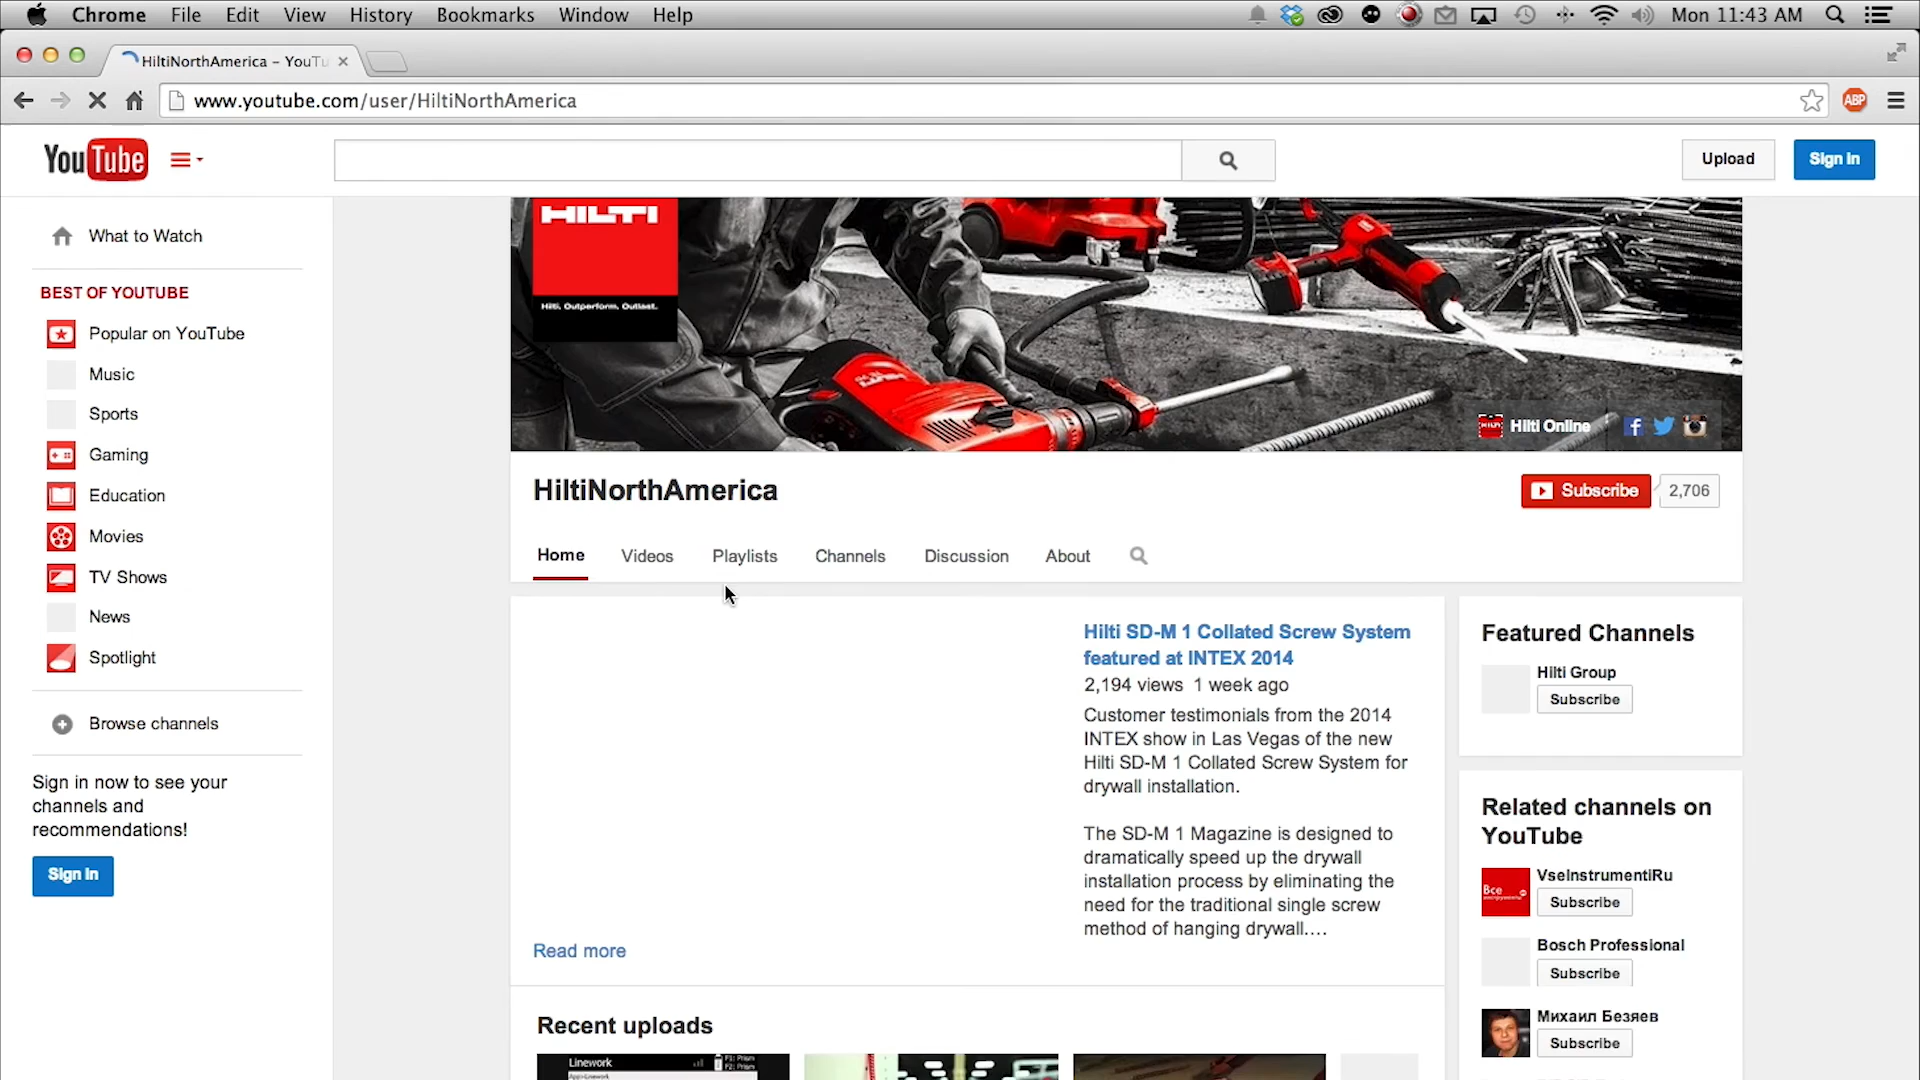 Chrome File Edit View History Bookmarks Window Help Mon 11:43 AM
HiltiNorthAmerica - YouTu
www.youtube.com/user/HiltiNorthAmerica ABP
YouTube
Upload
Sign in
What to Watch
BEST OF YOUTUBE
Popular on YouTube
Music
Sports
Gaming
Education
Movies
TV Shows
News
Spotlight
Browse channels
Sign in now to see your
channels and
recommendations!
Sign in
HILTI
Hilti. Outperform. Outlast.
HILTI Hilti Online
HiltiNorthAmerica
Subscribe 2,706
Home Videos Playlists Channels Discussion About
Hilti SD-M 1 Collated Screw System
featured at INTEX 2014
2,194 views 1 week ago
Customer testimonials from the 2014
INTEX show in Las Vegas of the new
Hilti SD-M 1 Collated Screw System for
drywall installation.
The SD-M 1 Magazine is designed to
dramatically speed up the drywall
installation process by eliminating the
need for the traditional single screw
method of hanging drywall....
Read more
Recent uploads
Linework
F1: Prism
F2: Prism
Featured Channels
Hilti Group
Subscribe
Related channels on
YouTube
Все
VseInstrumentiRu
Subscribe
Bosch Professional
Subscribe
Михаил Безяев
Subscribe